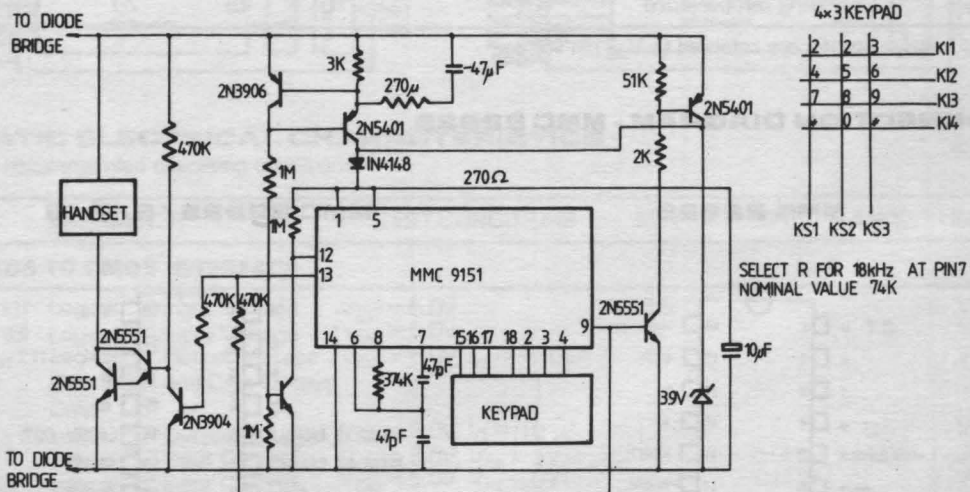 TO DIODE
BRIDGE
4×3 KEYPAD
3K
-47µF
270µ
2N3906
51K
2N5401
2N5401
2 2 3 KI1
4 5 6 KI2
7 8 9 KI3
* 0 KI4
470K
IN4148
2K
1M
270Ω
HANDSET
1M
1 5
KS1 KS2 KS3
12
13
MMC 9151
SELECT R FOR 18kHz AT PIN7
NOMINAL VALUE 74K
470K 470K
2N5551
9
2N5551
14 6 8 7 15 16 17 18 2 3 4
10µF
2N5551
374K
47pF
3.9V
2N3904
KEYPAD
1M
47pF
TO DIODE
BRIDGE